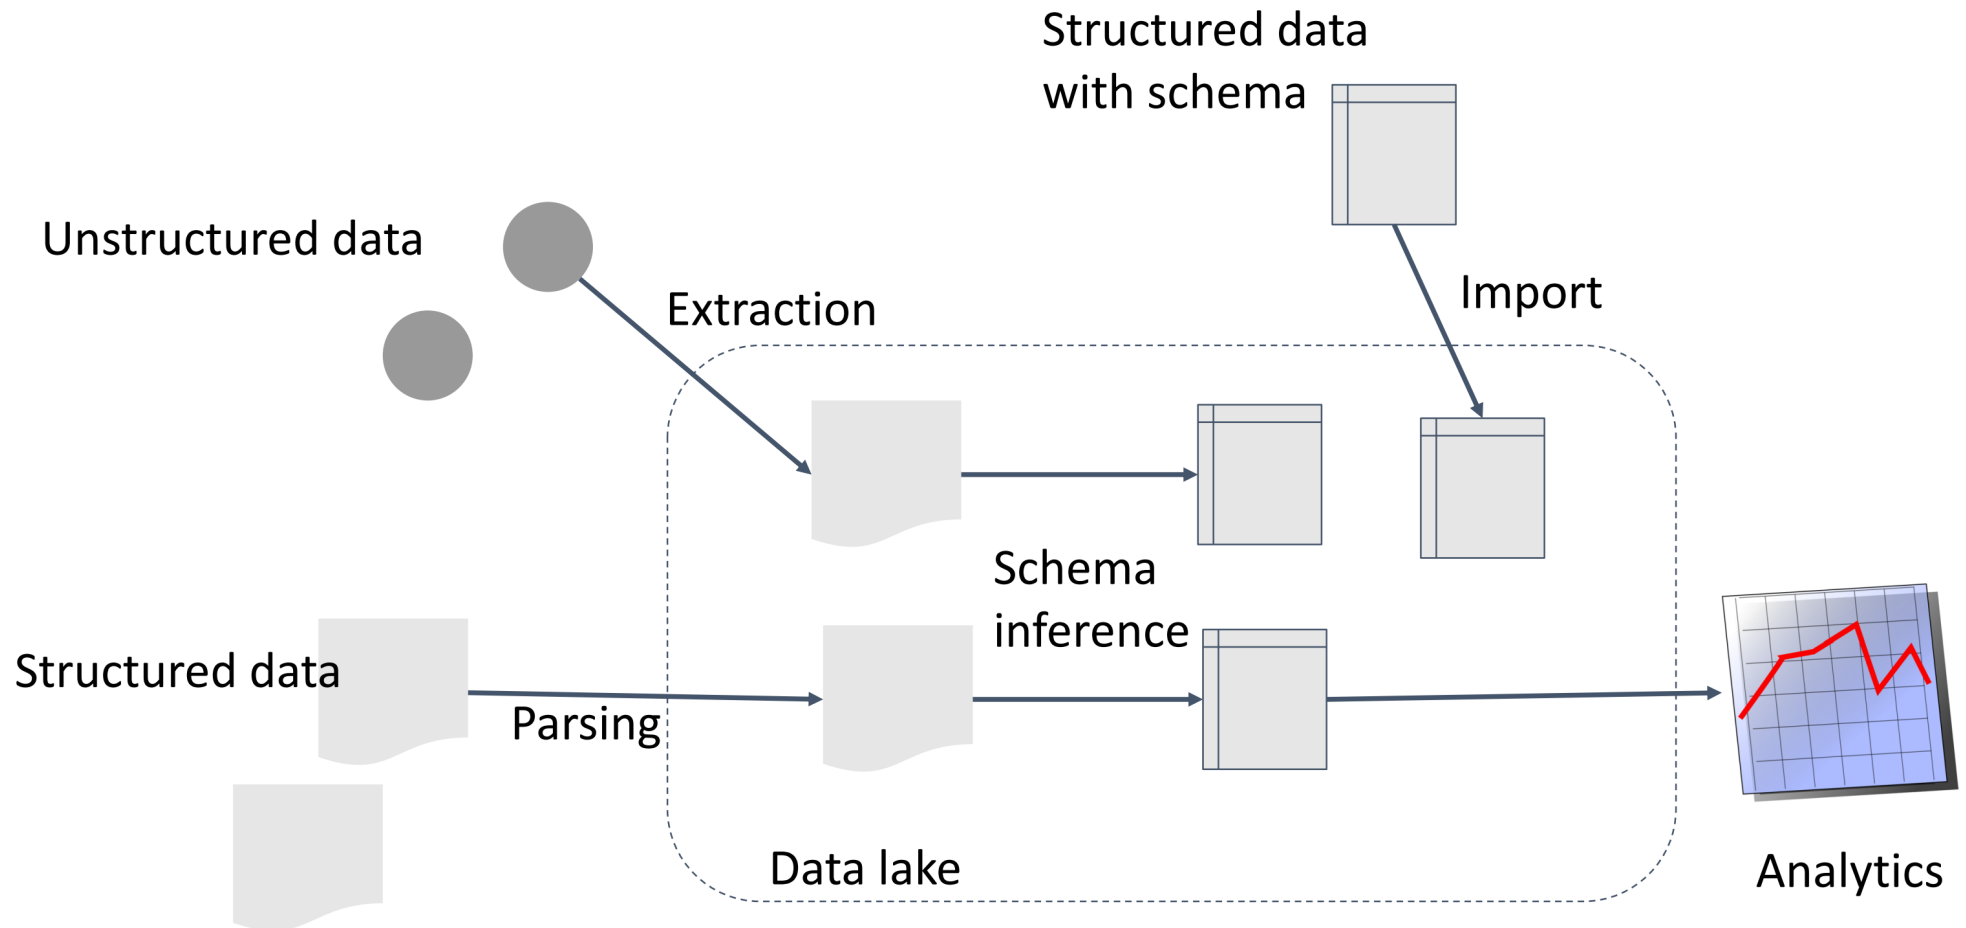 Structured data
with schema
Unstructured data
Extraction
Import
Schema
inference
Structured data
Parsing
Data lake
Analytics